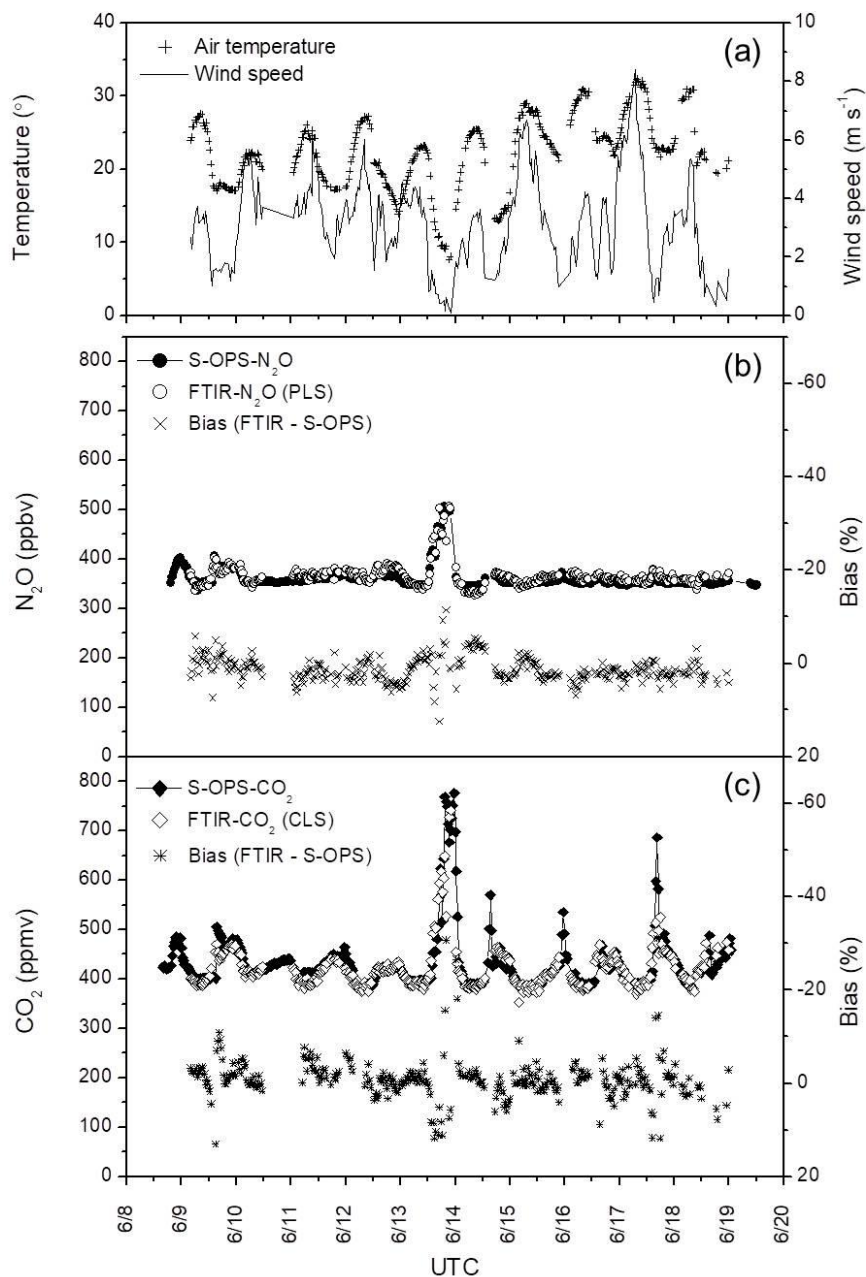 40
30
20
10
0
Temperature (°)
Air temperature
Wind speed
(a)
10
8
6
4
2
0
Wind speed (m s⁻¹)
800
700
600
500
400
300
200
100
0
N₂O (ppbv)
S-OPS-N₂O
FTIR-N₂O (PLS)
Bias (FTIR - S-OPS)
(b)
-60
-40
-20
0
20
Bias (%)
800
700
600
500
400
300
200
100
0
CO₂ (ppmv)
S-OPS-CO₂
FTIR-CO₂ (CLS)
Bias (FTIR - S-OPS)
(c)
-60
-40
-20
0
20
Bias (%)
6/8
6/9
6/10
6/11
6/12
6/13
6/14
6/15
6/16
6/17
6/18
6/19
6/20
UTC